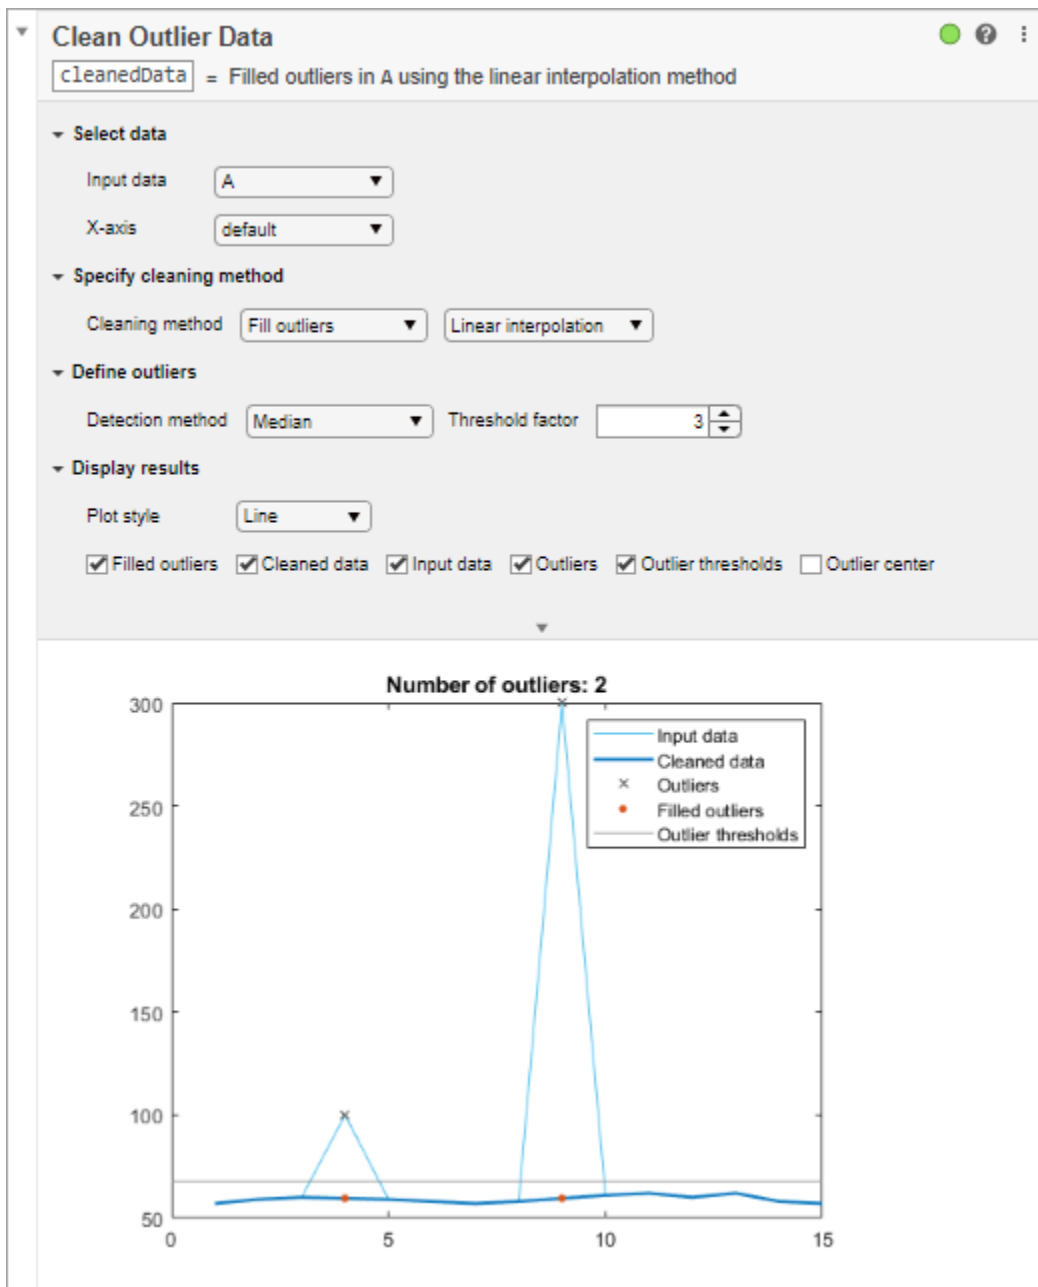 Clean Outlier Data
cleanedData = Filled outliers in A using the linear interpolation method
Select data
Input data A
X-axis default
Specify cleaning method
Cleaning method Fill outliers Linear interpolation
Define outliers
Detection method Median Threshold factor 3
Display results
Plot style Line
Filled outliers Cleaned data Input data Outliers Outlier thresholds Outlier center
Number of outliers: 2
300
250
200
150
100
50
0 5 10 15
Input data
Cleaned data
Outliers
Filled outliers
Outlier thresholds